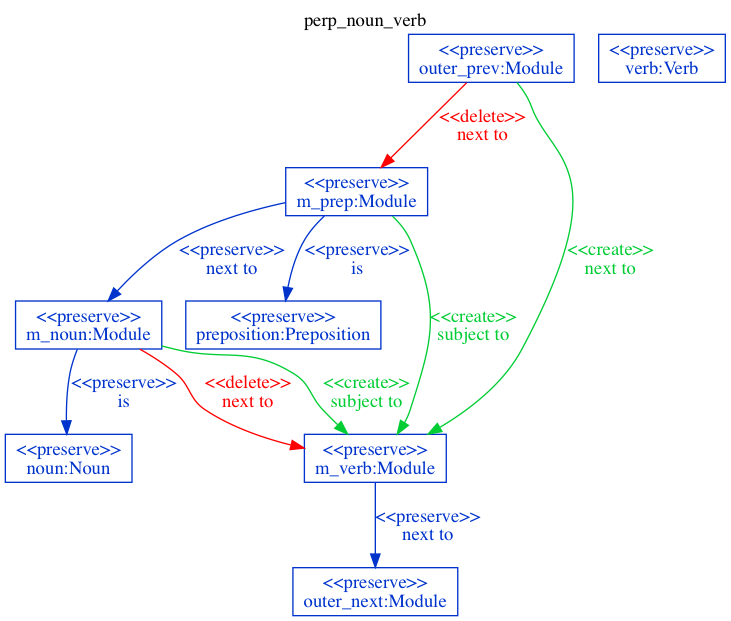 perp_noun_verb
<<preserve>>
outer_prev:Module
<<preserve>>
verb:Verb
<<delete>>
next to
<<preserve>>
m_prep:Module
<<preserve>>
next to
<<preserve>>
is
<<create>>
next to
<<preserve>>
m_noun:Module
<<preserve>>
preposition:Preposition
<<create>>
subject to
<<preserve>>
is
<<delete>>
next to
<<create>>
subject to
<<preserve>>
noun:Noun
<<preserve>>
m_verb:Module
<<preserve>>
next to
<<preserve>>
outer_next:Module